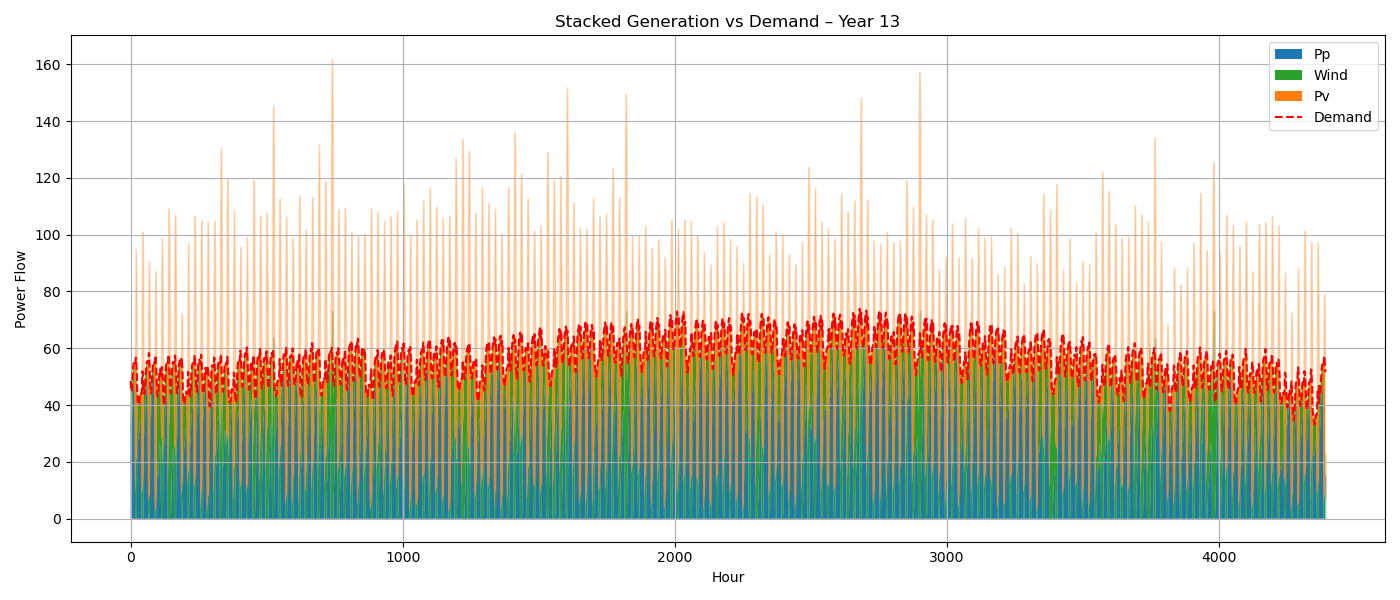 Stacked Generation vs Demand – Year 13
Power Flow
160
140
120
100
80
60
40
20
0
0 1000 2000 3000 4000
Hour
Pp
Wind
Pv
Demand